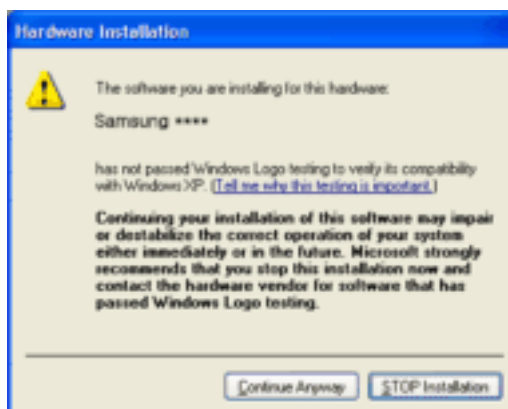 Hardware Installation
The software you are installing for this hardware:
Samsung ****
has not passed Windows Logo testing to verify its compatibility
with Windows XP. (Tell me why this testing is important.)
Continuing your installation of this software may impair
or destabilize the correct operation of your system
either immediately or in the future. Microsoft strongly
recommends that you stop this installation now and
contact the hardware vendor for software that has
passed Windows Logo testing.
Continue Anyway
STOP Installation